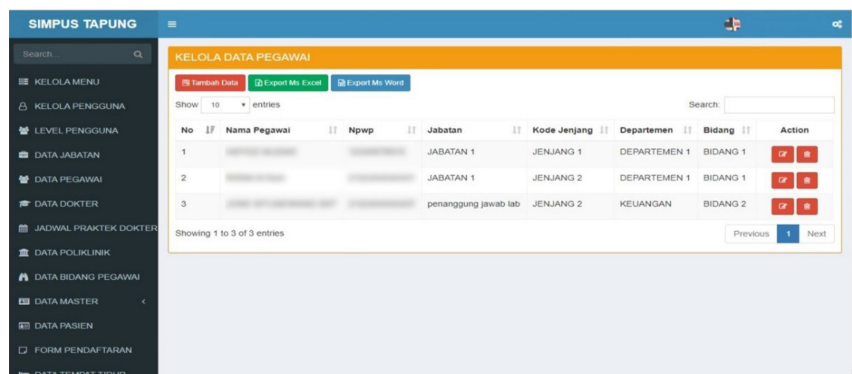 SIMPUS TAPUNG
Search...
KELOLA MENU
KELOLA PENGGUNA
LEVEL PENGGUNA
DATA JABATAN
DATA PEGAWAI
DATA DOKTER
JADWAL PRAKTEK DOKTER
DATA POLIKLINIK
DATA BIDANG PEGAWAI
DATA MASTER
DATA PASIEN
FORM PENDAFTARAN
DATA TEMPAT TIDUR
KELOLA DATA PEGAWAI
Tambah Data Export Ms Excel Export Ms Word
Show 10 entries Search:
No Nama Pegawai Npwp Jabatan Kode Jenjang Departemen Bidang Action
1 JABATAN 1 JENJANG 1 DEPARTEMEN 1 BIDANG 1
2 JABATAN 1 JENJANG 2 DEPARTEMEN 1 BIDANG 1
3 penanggung jawab lab JENJANG 2 KEUANGAN BIDANG 2
Showing 1 to 3 of 3 entries Previous 1 Next